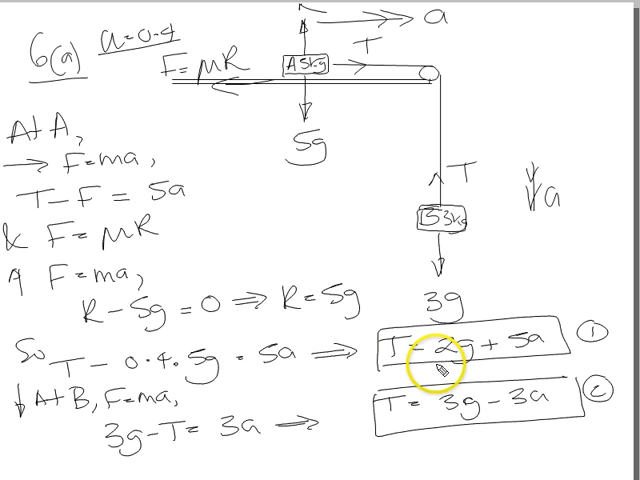 6(a) a=0.4
a
T
F=μR
A 5kg
5g
At A,
→ F=ma,
T
T-F = 5a
a
& F=μR
3kg
↑ F=ma,
3g
R-5g=0 ⇒ R=5g
So T - 0.4.5g = 5a ⇒ T = 2g + 5a ①
↓ At B, F=ma,
3g-T = 3a ⇒ T = 3g - 3a ②